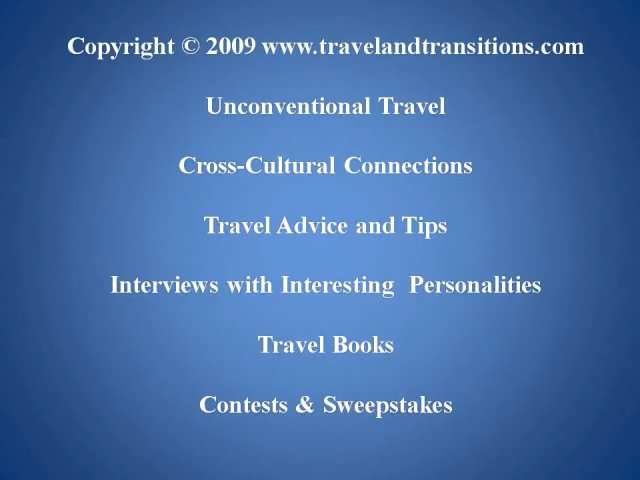 Copyright © 2009 www.travelandtransitions.com
Unconventional Travel
Cross-Cultural Connections
Travel Advice and Tips
Interviews with Interesting  Personalities
Travel Books
Contests & Sweepstakes